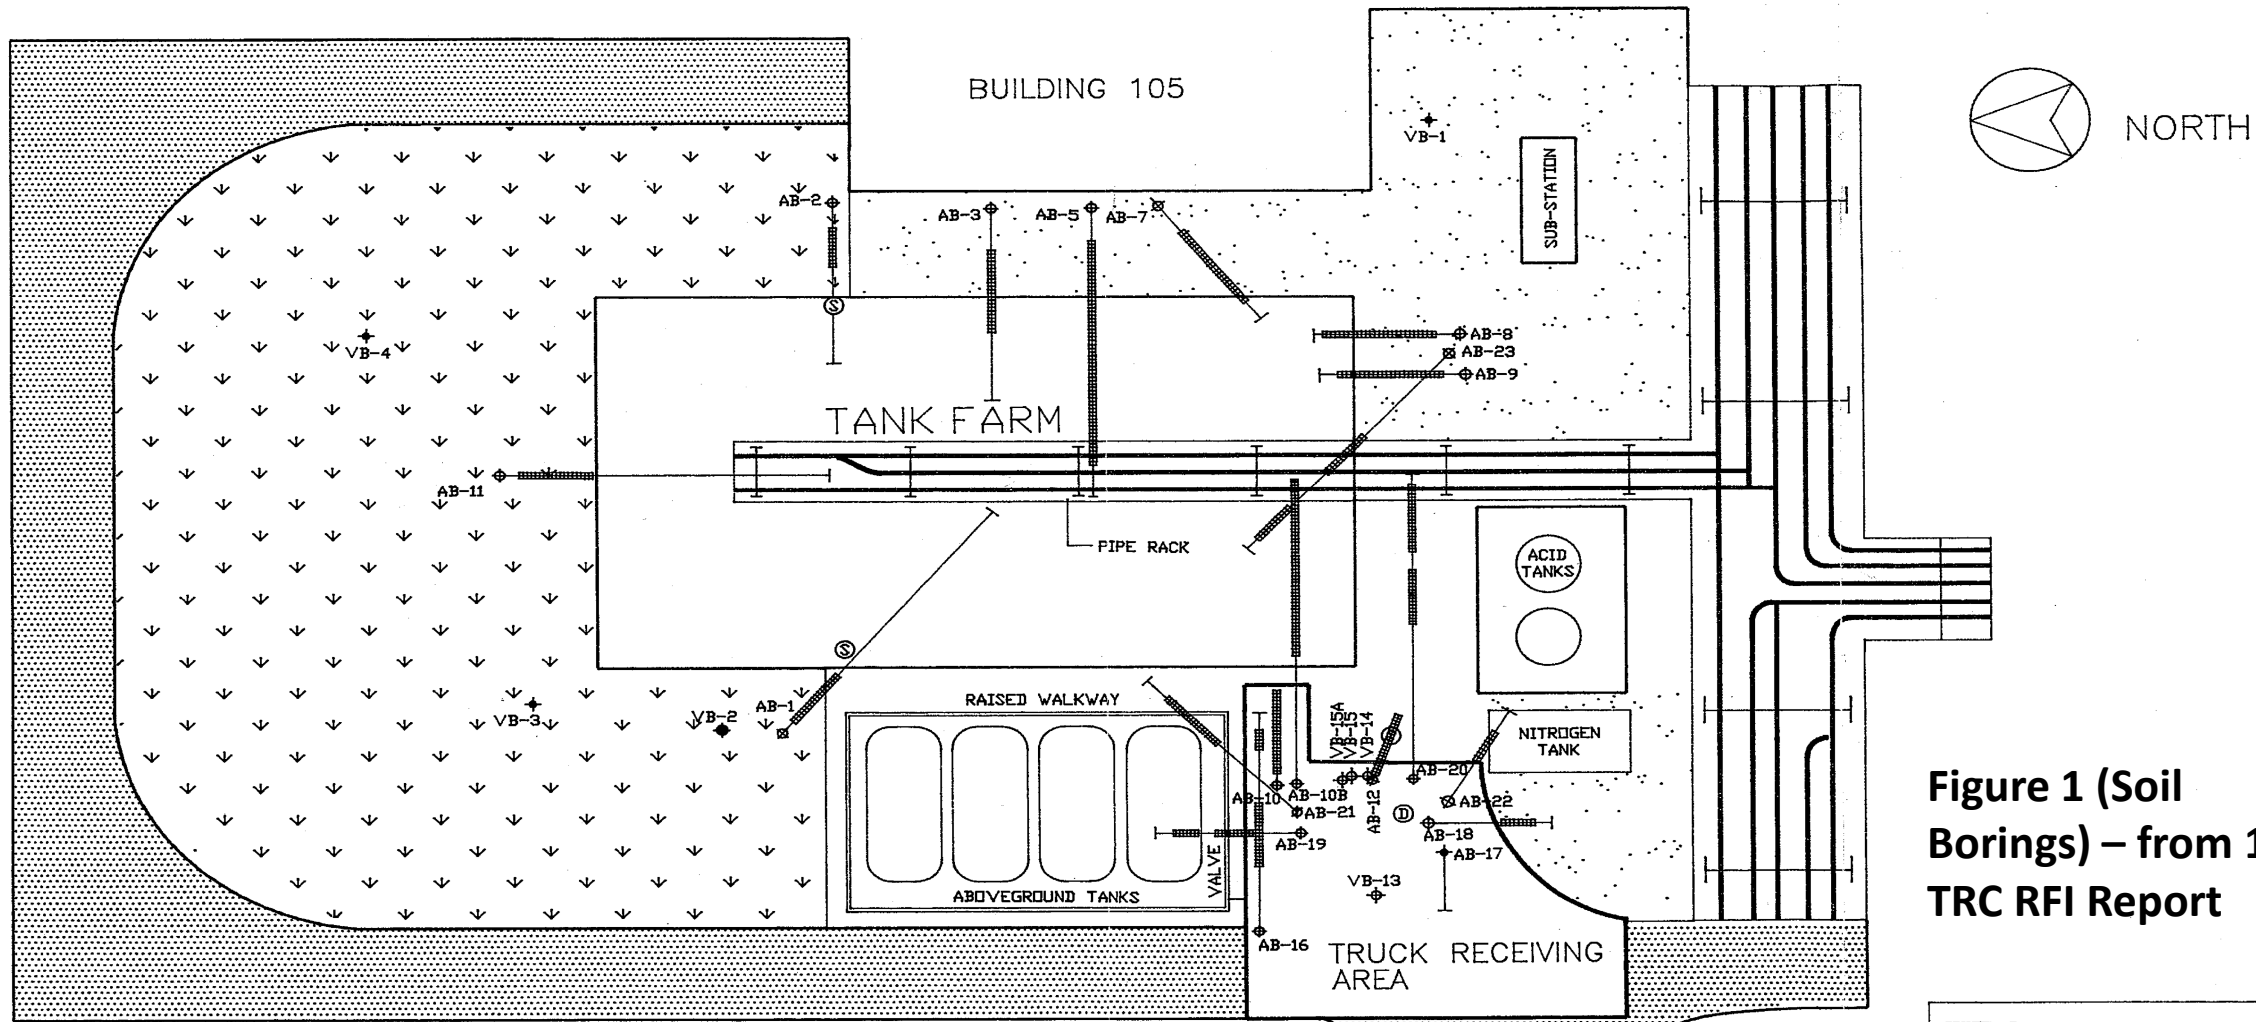 BUILDING 105
NORTH
VB-1
SUB-STATION
AB-2
AB-3
AB-5
AB-7
S
VB-4
AB-8
AB-23
AB-9
TANK FARM
AB-11
PIPE RACK
ACID
TANKS
S
RAISED WALKWAY
VB-3
VB-2
AB-1
VB-15A
VB-15
VB-14
NITROGEN
TANK
AB-20
AB-10
AB-10B
AB-12
AB-22
AB-21
D
AB-18
AB-19
AB-17
VALVE
VB-13
ABOVEGROUND TANKS
AB-16
TRUCK RECEIVING
AREA
Figure 1 (Soil
Borings) – from 1
TRC RFI Report